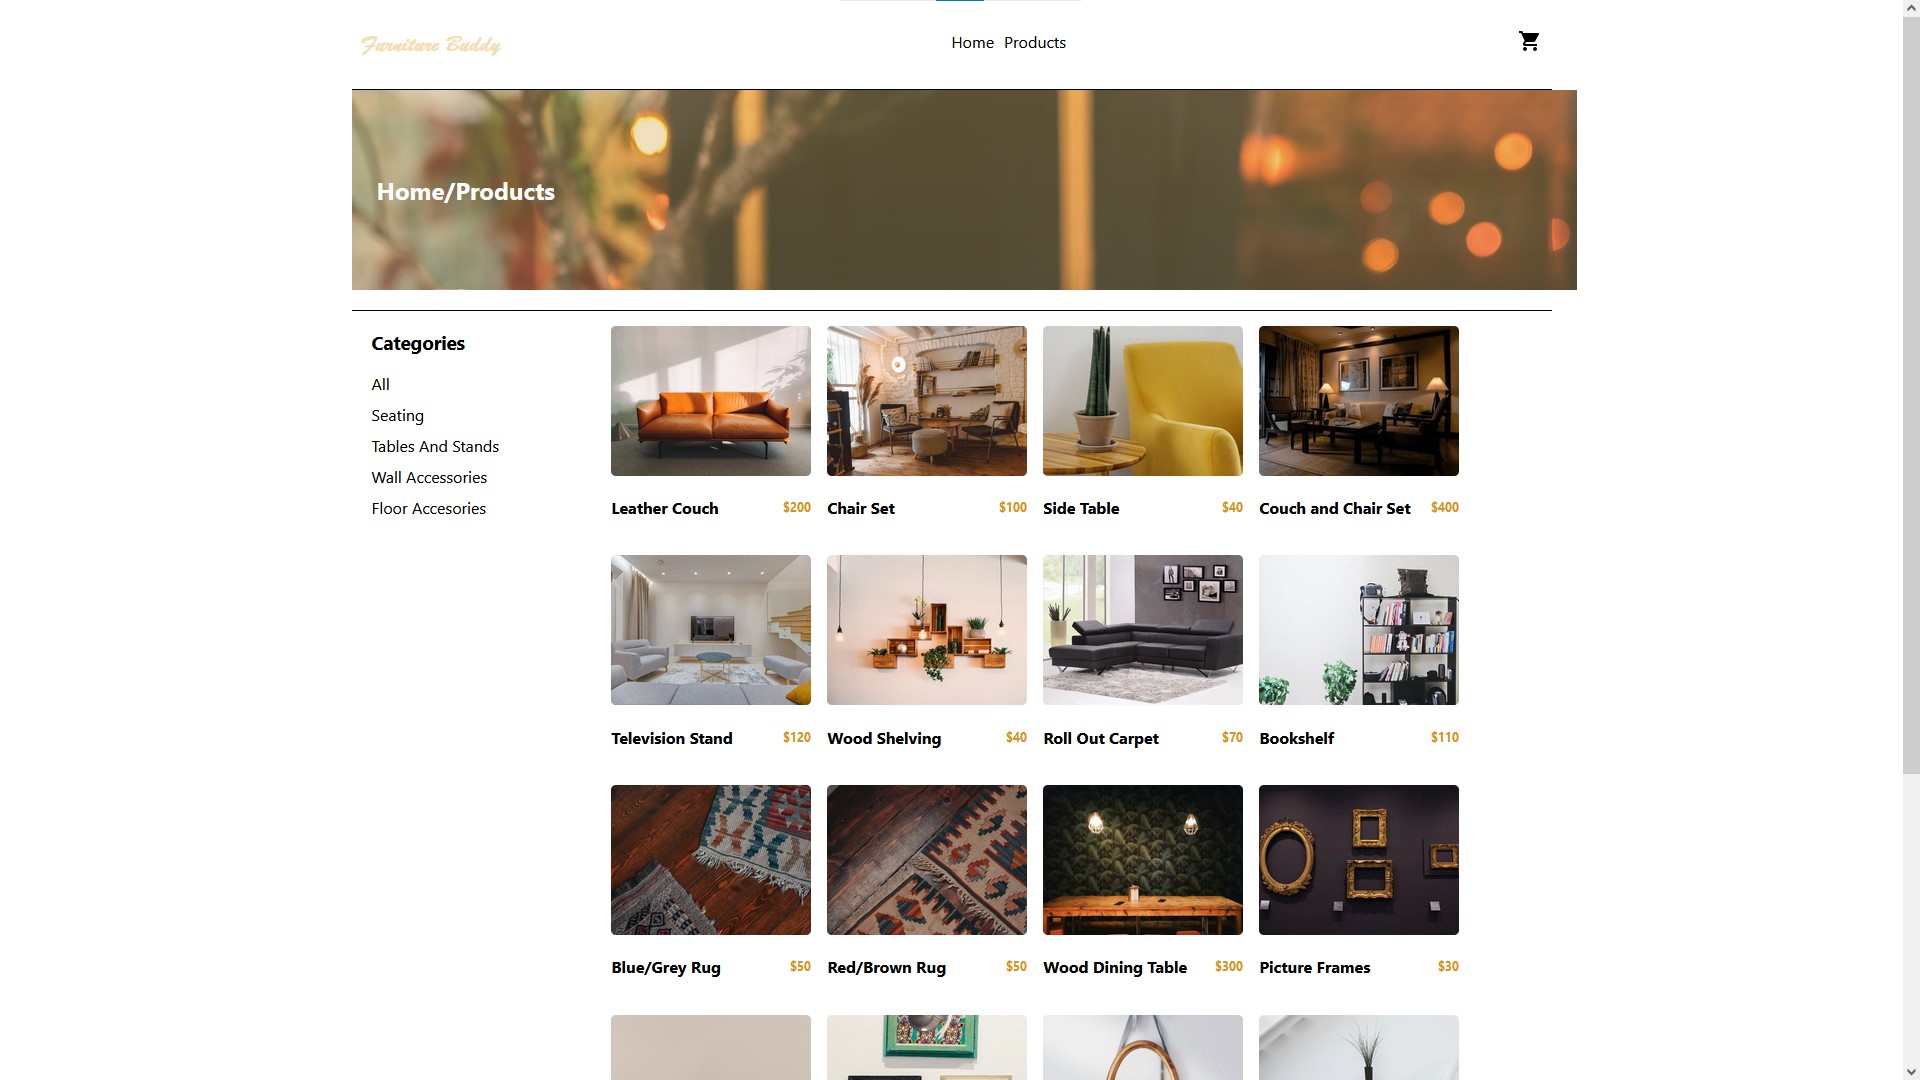 Furniture Buddy
Home Products
Home/Products
Categories
All
Seating
Tables And Stands
Wall Accessories
Floor Accesories
Leather Couch $200
Chair Set $100
Side Table $40
Couch and Chair Set $400
Television Stand $120
Wood Shelving $40
Roll Out Carpet $70
Bookshelf $110
Blue/Grey Rug $50
Red/Brown Rug $50
Wood Dining Table $300
Picture Frames $30